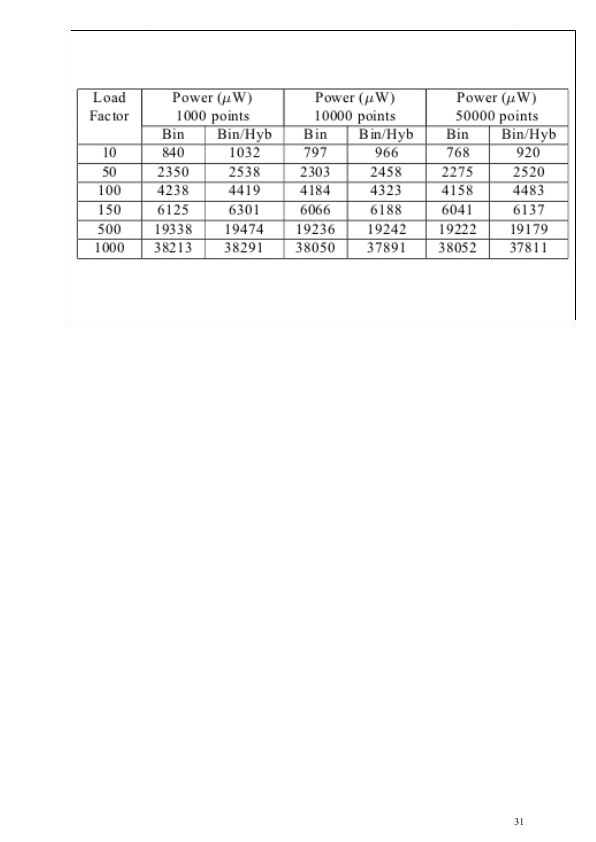 Load Power (µW) Power (µW) Power (µW)
Factor 1000 points 10000 points 50000 points
Bin Bin/Hyb Bin Bin/Hyb Bin Bin/Hyb
10 840 1032 797 966 768 920
50 2350 2538 2303 2458 2275 2520
100 4238 4419 4184 4323 4158 4483
150 6125 6301 6066 6188 6041 6137
500 19338 19474 19236 19242 19222 19179
1000 38213 38291 38050 37891 38052 37811
31